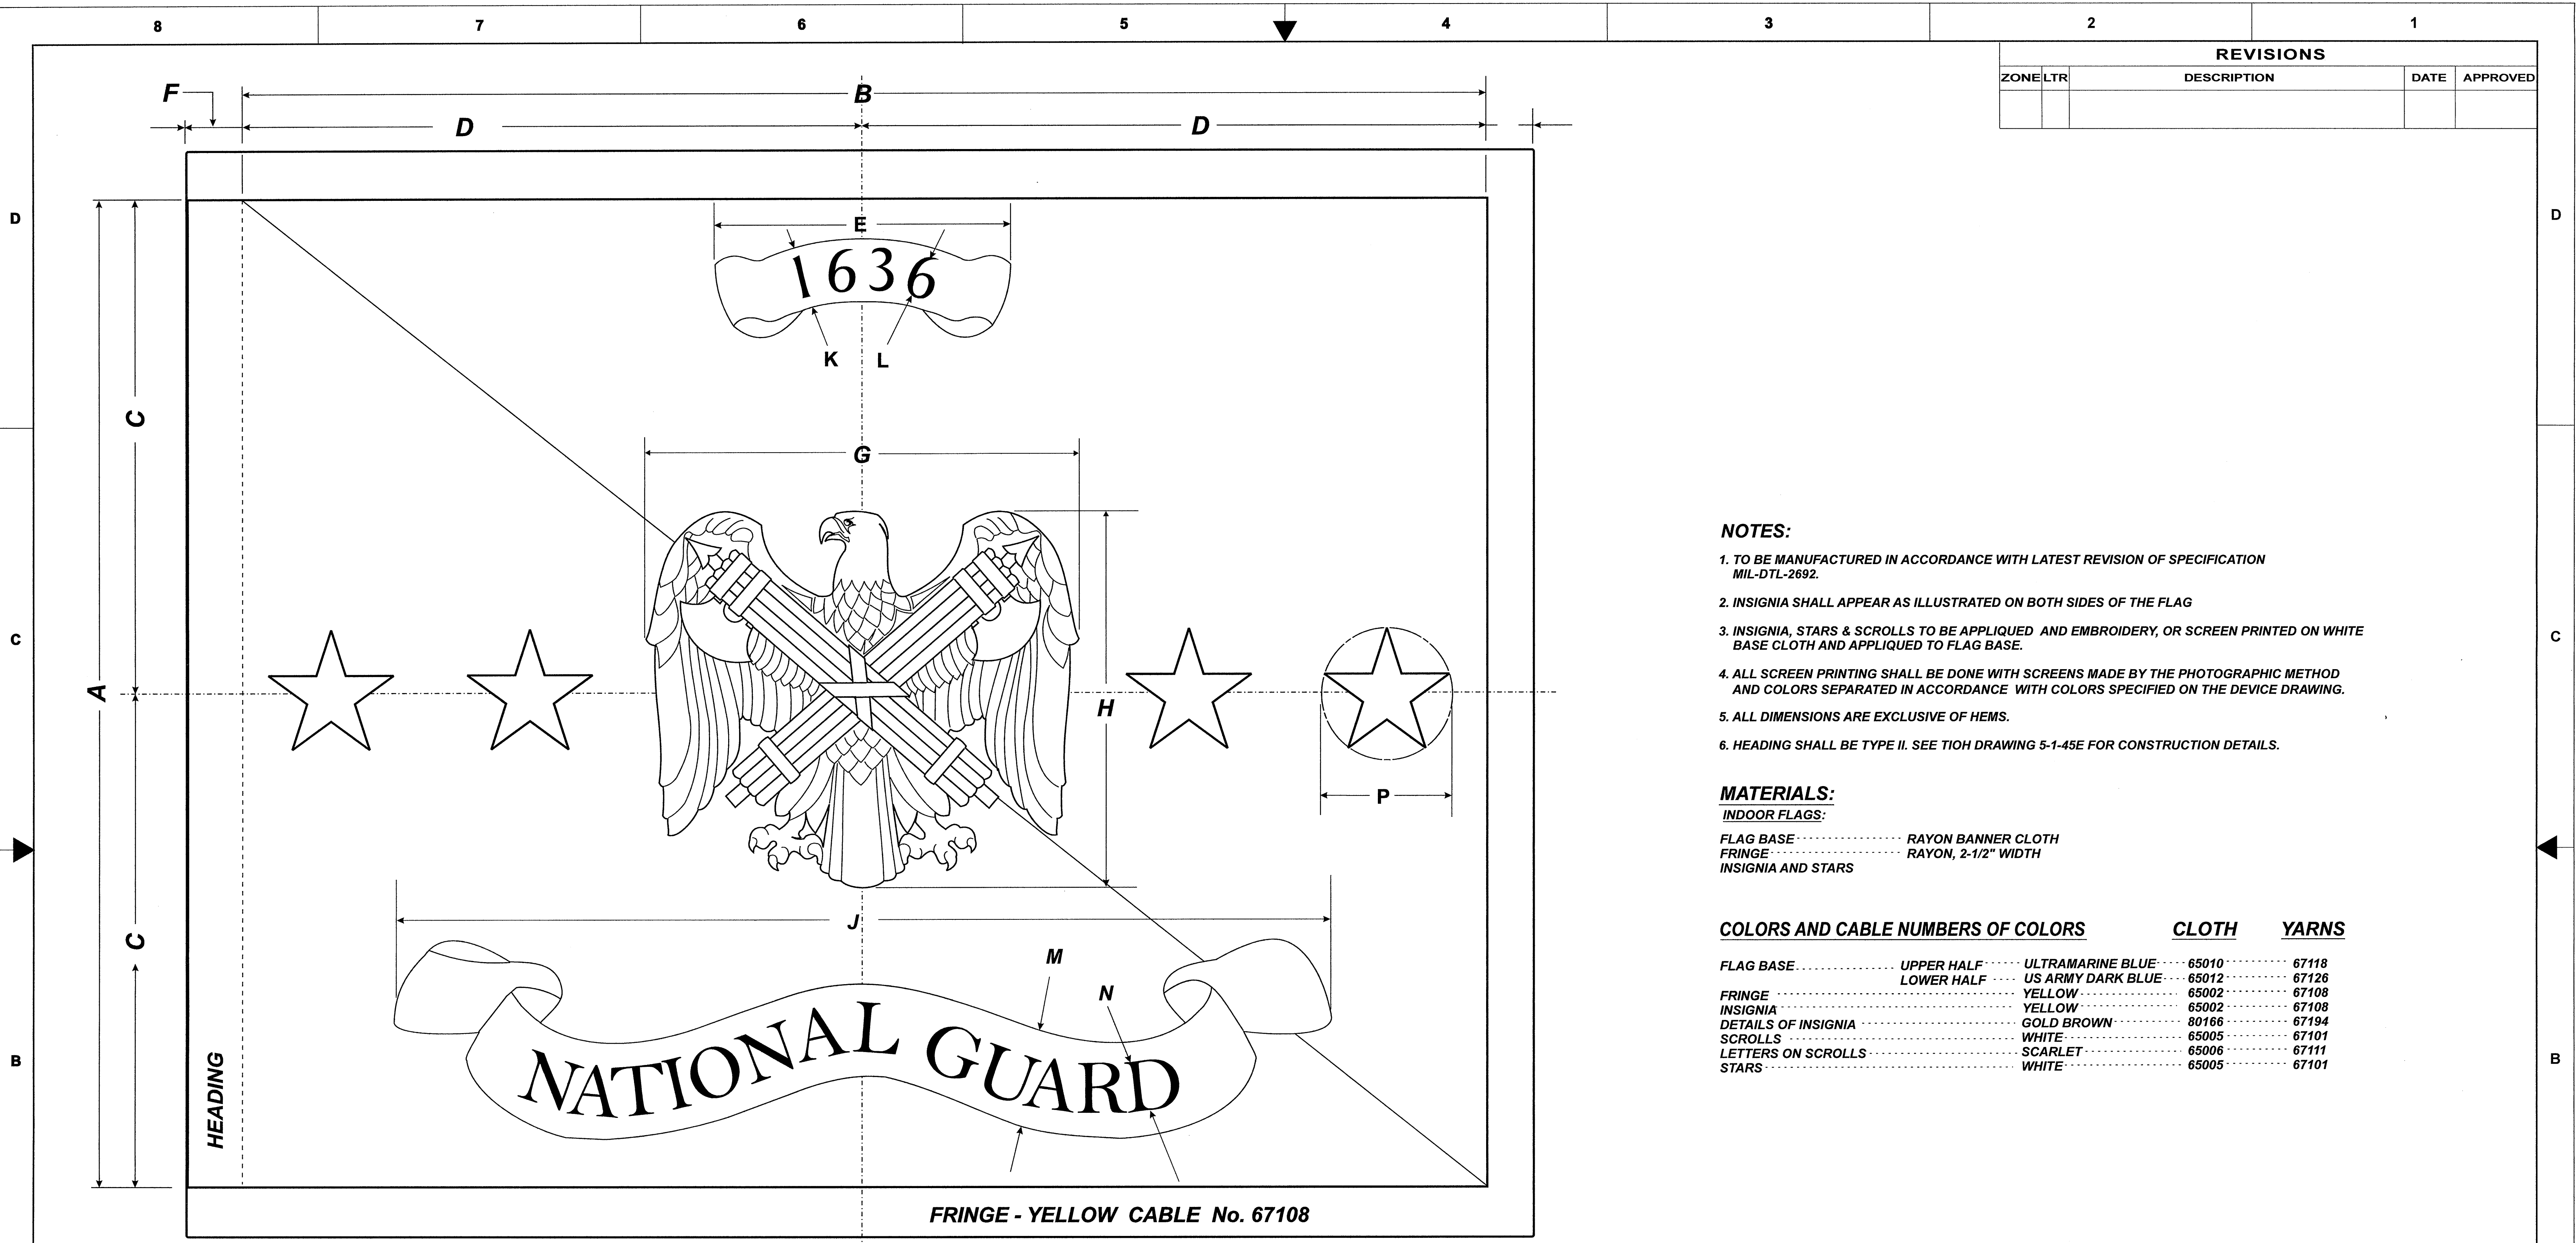 8 7 6 5 4 3 2 1
REVISIONS
ZONE LTR DESCRIPTION DATE APPROVED
F
B
D D
D D
E
1636
K L
C
G
C C
A
H
P
J
C
M
N
NATIONAL GUARD
B B
HEADING
FRINGE - YELLOW CABLE No. 67108
NOTES:
1. TO BE MANUFACTURED IN ACCORDANCE WITH LATEST REVISION OF SPECIFICATION
MIL-DTL-2692.
2. INSIGNIA SHALL APPEAR AS ILLUSTRATED ON BOTH SIDES OF THE FLAG
3. INSIGNIA, STARS & SCROLLS TO BE APPLIQUED AND EMBROIDERY, OR SCREEN PRINTED ON WHITE
BASE CLOTH AND APPLIQUED TO FLAG BASE.
4. ALL SCREEN PRINTING SHALL BE DONE WITH SCREENS MADE BY THE PHOTOGRAPHIC METHOD
AND COLORS SEPARATED IN ACCORDANCE WITH COLORS SPECIFIED ON THE DEVICE DRAWING.
5. ALL DIMENSIONS ARE EXCLUSIVE OF HEMS.
6. HEADING SHALL BE TYPE II. SEE TIOH DRAWING 5-1-45E FOR CONSTRUCTION DETAILS.
MATERIALS:
INDOOR FLAGS:
FLAG BASE RAYON BANNER CLOTH
FRINGE RAYON, 2-1/2" WIDTH
INSIGNIA AND STARS
COLORS AND CABLE NUMBERS OF COLORS CLOTH YARNS
FLAG BASE UPPER HALF ULTRAMARINE BLUE 65010 67118
LOWER HALF US ARMY DARK BLUE 65012 67126
FRINGE YELLOW 65002 67108
INSIGNIA YELLOW 65002 67108
DETAILS OF INSIGNIA GOLD BROWN 80166 67194
SCROLLS WHITE 65005 67101
LETTERS ON SCROLLS SCARLET 65006 67111
STARS WHITE 65005 67101